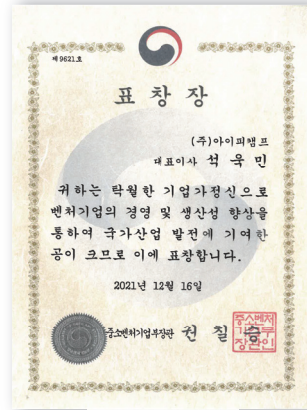 제 9621 호
표 창 장
(주)아이피캠프
대표이사 석 욱 민
귀하는 탁월한 기업가정신으로
벤처기업의 경영 및 생산성 향상을
통하여 국가산업 발전에 기여한
공이 크므로 이에 표창합니다.
2021년 12월 16일
중소벤처기업부장관 권 칠 승